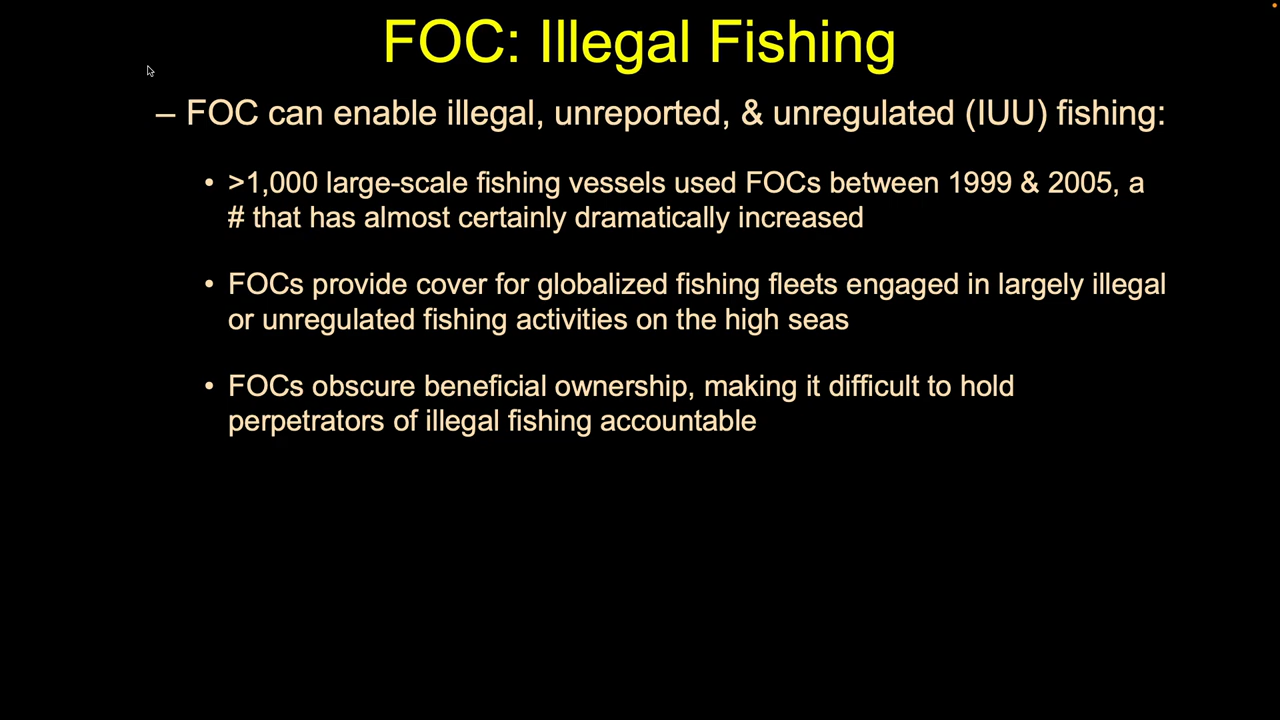 FOC: Illegal Fishing
– FOC can enable illegal, unreported, & unregulated (IUU) fishing:
• >1,000 large-scale fishing vessels used FOCs between 1999 & 2005, a
# that has almost certainly dramatically increased
• FOCs provide cover for globalized fishing fleets engaged in largely illegal
or unregulated fishing activities on the high seas
• FOCs obscure beneficial ownership, making it difficult to hold
perpetrators of illegal fishing accountable